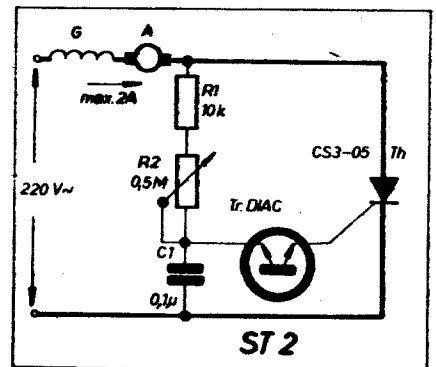 G A
max. 2A
R1
10k
CS3-05 Th
R2
0,5M
220 V~
Tr. DIAC
C1
0,1µ
ST 2